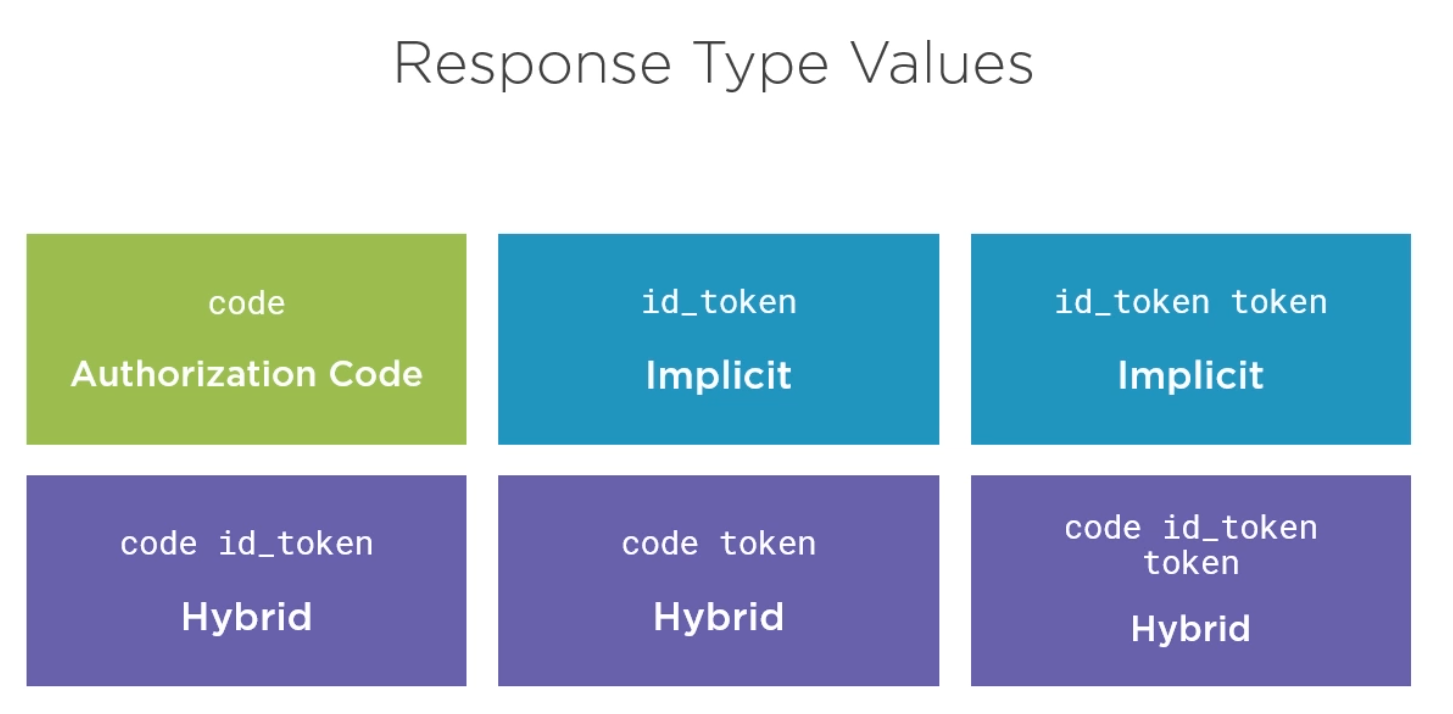 Response Type Values
code
Authorization Code
id_token
Implicit
id_token token
Implicit
code id_token
Hybrid
code token
Hybrid
code id_token
token
Hybrid